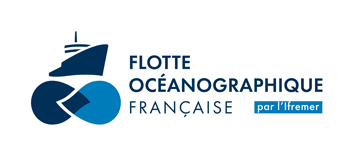 FLOTTE
OCÉANOGRAPHIQUE
FRANÇAISE par l'Ifremer